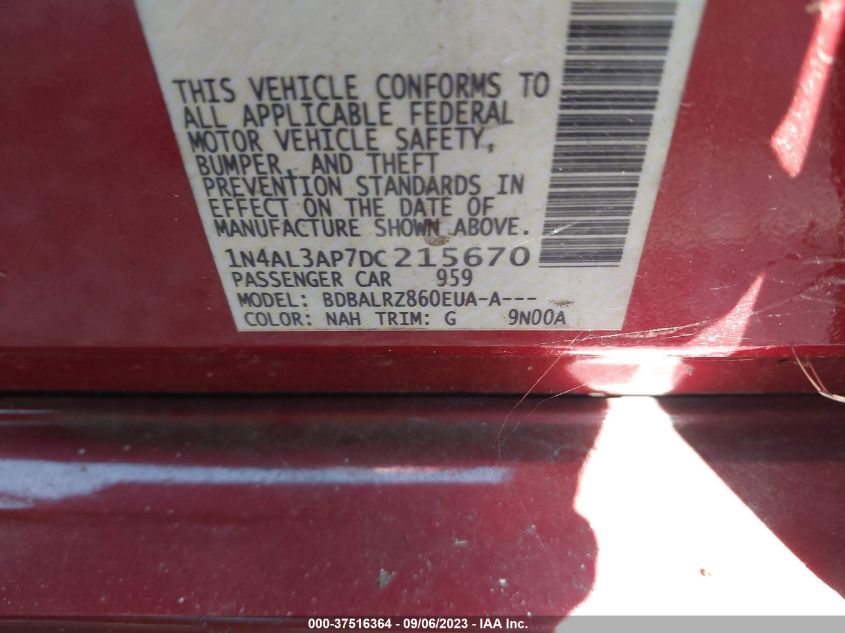 THIS VEHICLE CONFORMS TO
ALL APPLICABLE FEDERAL
MOTOR VEHICLE SAFETY,
BUMPER, AND THEFT
PREVENTION STANDARDS IN
EFFECT ON THE DATE OF
MANUFACTURE SHOWN ABOVE.
1N4AL3AP7DC215670
PASSENGER CAR 959
MODEL: BDBALRZ860EUA-A---
COLOR: NAH TRIM: G 9N00A
000-37516364 - 09/06/2023 - IAA Inc.